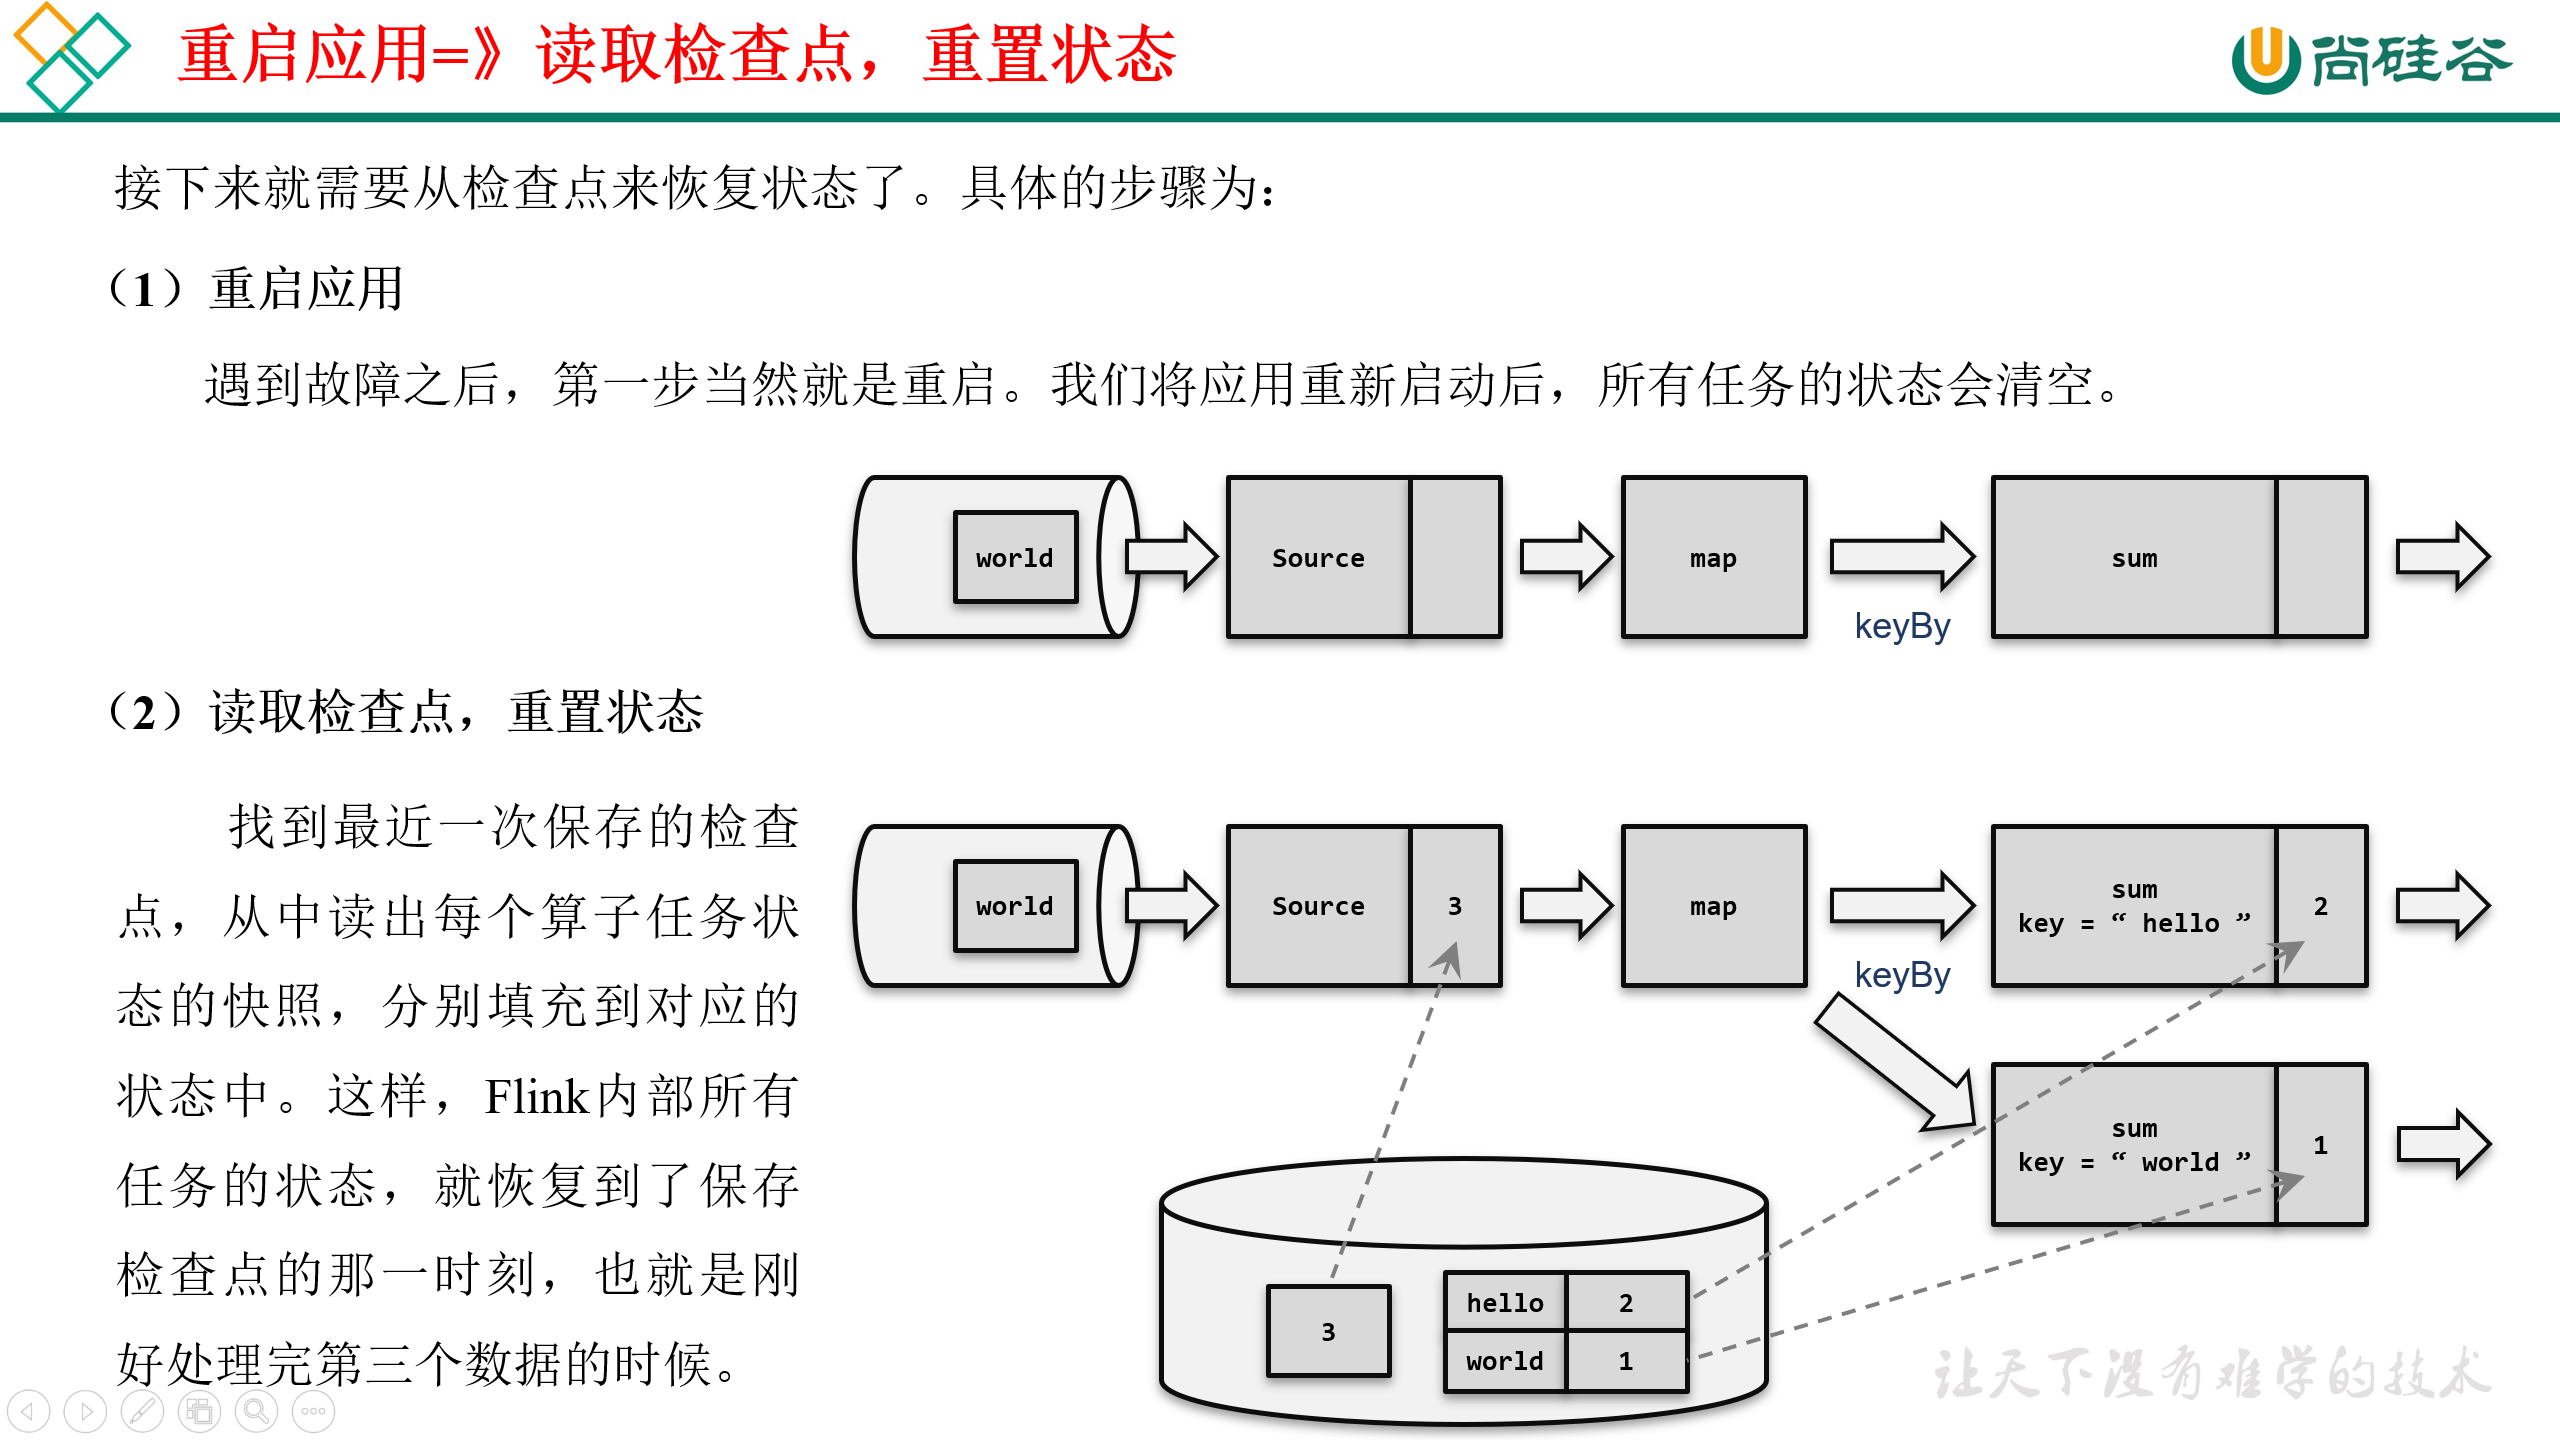 重启应用=》读取检查点，重置状态
尚硅谷
接下来就需要从检查点来恢复状态了。具体的步骤为：
（1）重启应用
遇到故障之后，第一步当然就是重启。我们将应用重新启动后，所有任务的状态会清空。
world
Source
map
keyBy
sum
（2）读取检查点，重置状态
找到最近一次保存的检查
点，从中读出每个算子任务状
态的快照，分别填充到对应的
状态中。这样，Flink内部所有
任务的状态，就恢复到了保存
检查点的那一时刻，也就是刚
好处理完第三个数据的时候。
world
Source
3
map
keyBy
sum
key = “ hello ”
2
sum
key = “ world ”
1
3
hello 2
world 1
让天下没有难学的技术